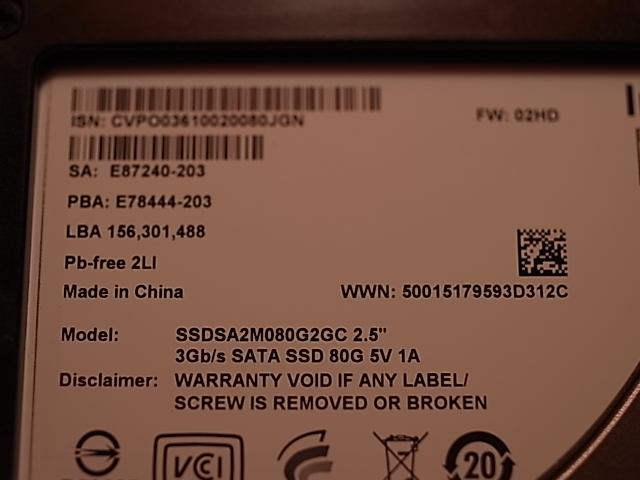 ISN: CVPO03610020080JGN
FW: 02HD
SA: E87240-203
PBA: E78444-203
LBA 156,301,488
Pb-free 2LI
Made in China
WWN: 50015179593D312C
Model: SSDSA2M080G2GC 2.5"
3Gb/s SATA SSD 80G 5V 1A
Disclaimer: WARRANTY VOID IF ANY LABEL/
SCREW IS REMOVED OR BROKEN
VCI
20